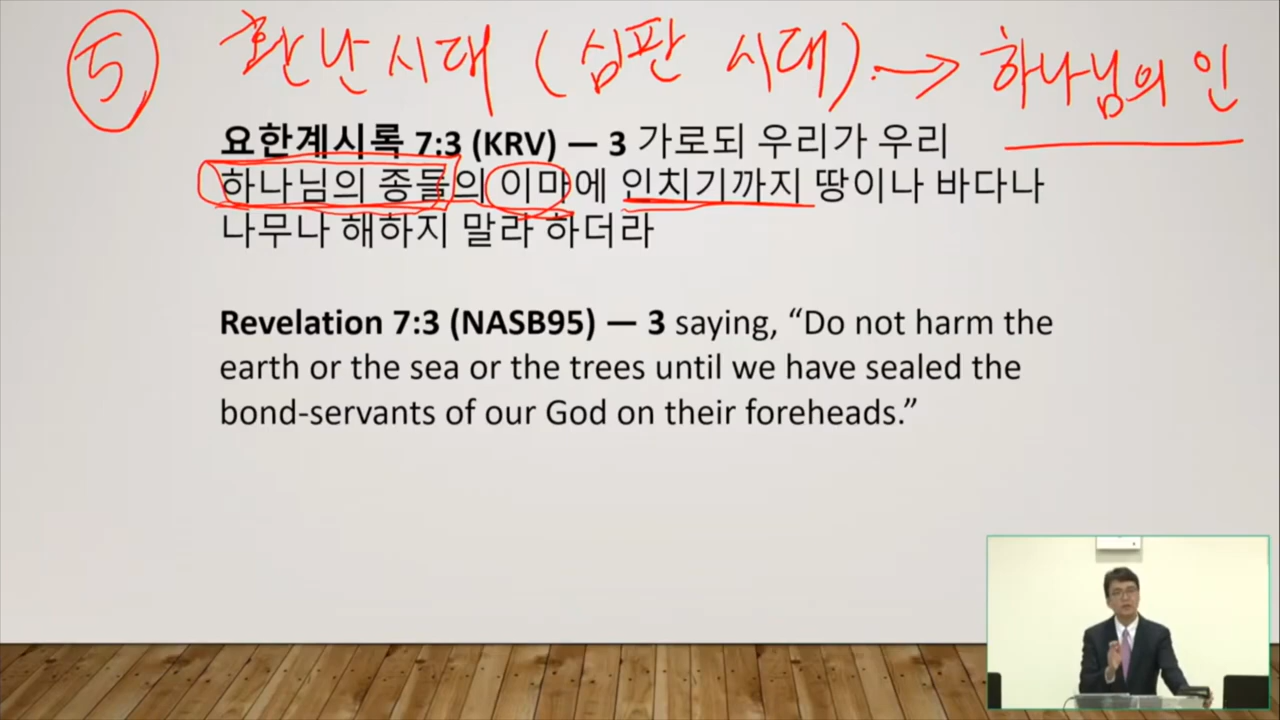 ⑤ 환난시대 (심판 시대). → 하나님의 인
요한계시록 7:3 (KRV) — 3 가로되 우리가 우리
하나님의 종들의 이마에 인치기까지 땅이나 바다나
나무나 해하지 말라 하더라
Revelation 7:3 (NASB95) — 3 saying, “Do not harm the
earth or the sea or the trees until we have sealed the
bond-servants of our God on their foreheads.”